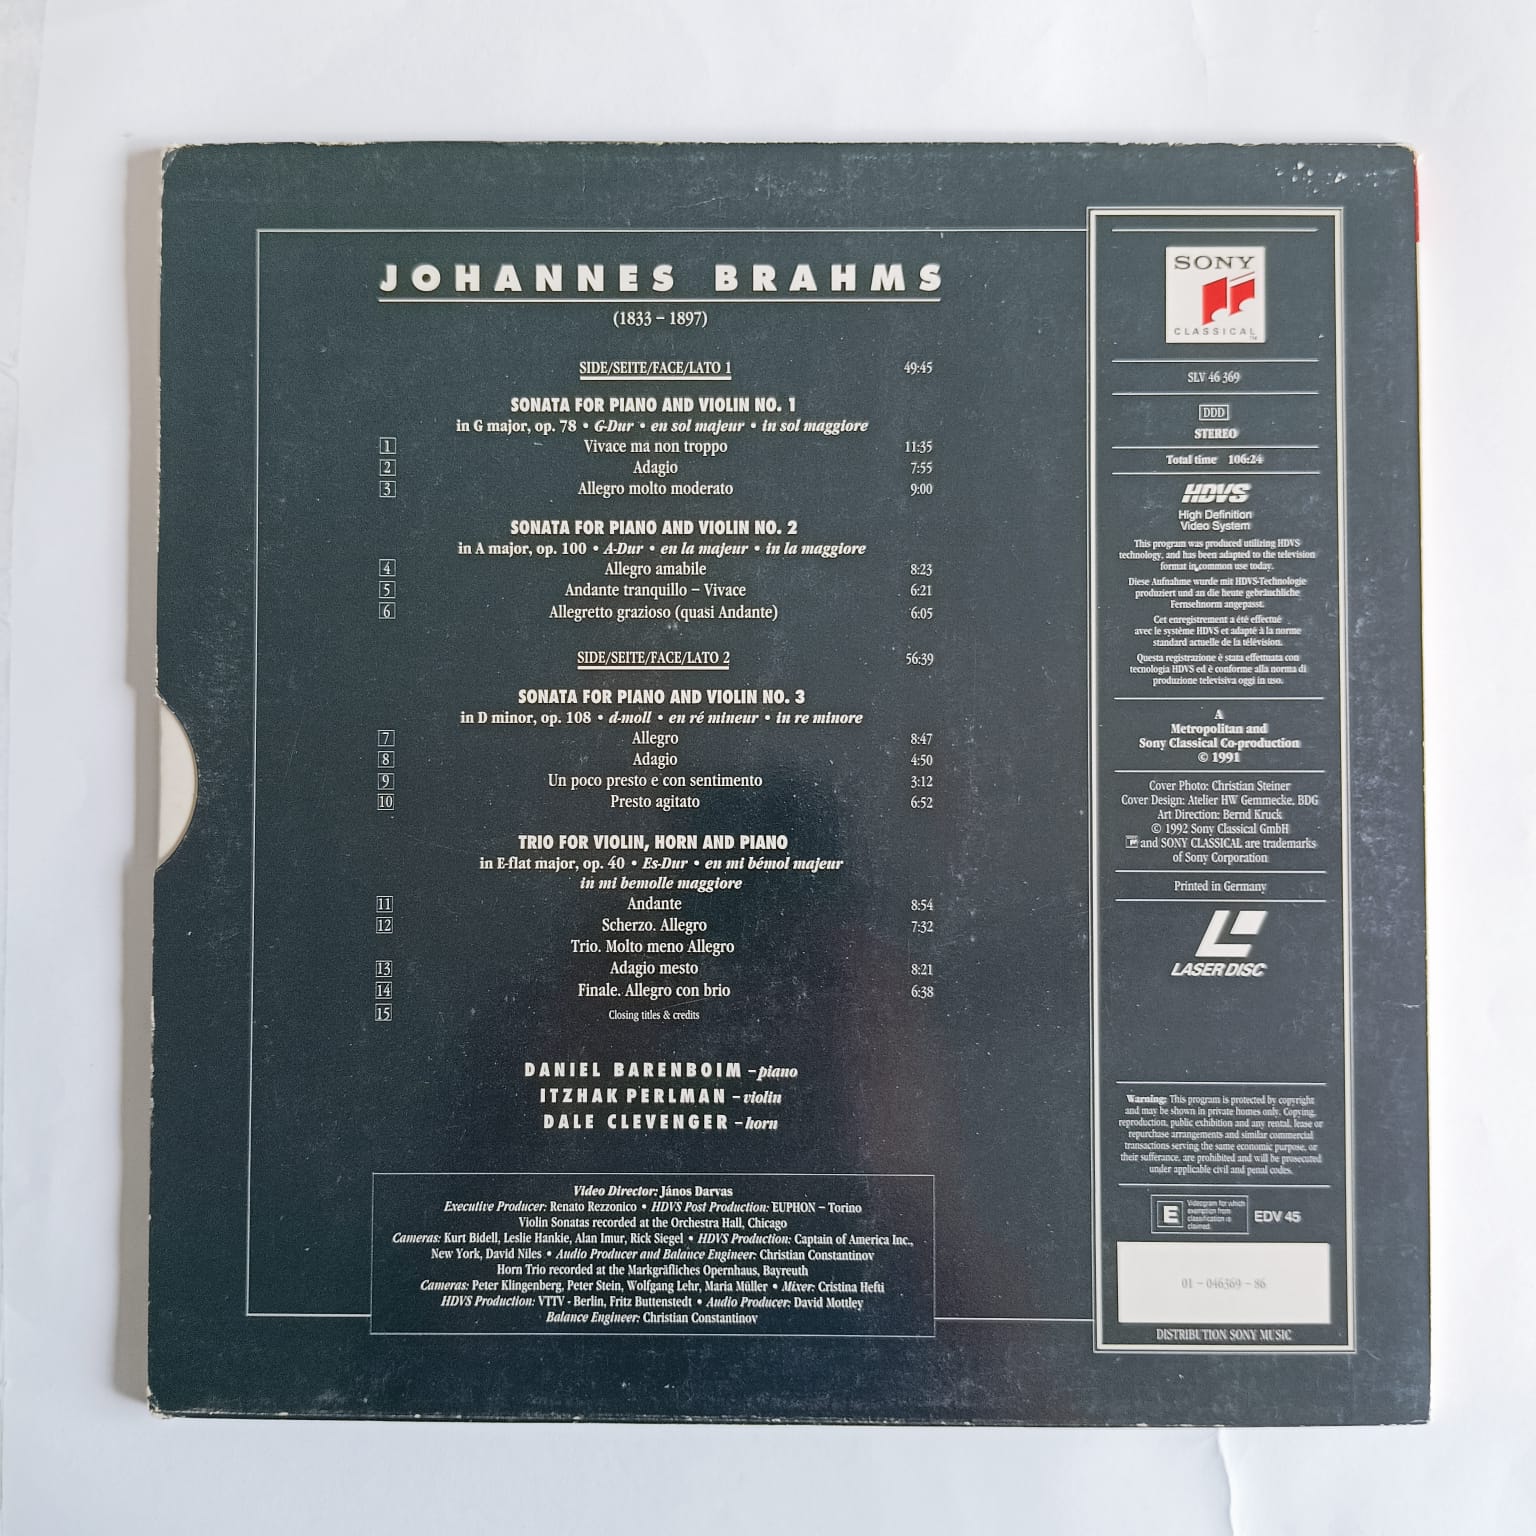 JOHANNES BRAHMS
(1833 – 1897)
SIDE/SEITE/FACE/LATO 1 49:45
SONATA FOR PIANO AND VIOLIN NO. 1
in G major, op. 78 • G-Dur • en sol majeur • in sol maggiore
1 Vivace ma non troppo 11:35
2 Adagio 7:55
3 Allegro molto moderato 9:00
SONATA FOR PIANO AND VIOLIN NO. 2
in A major, op. 100 • A-Dur • en la majeur • in la maggiore
4 Allegro amabile 8:23
5 Andante tranquillo – Vivace 6:21
6 Allegretto grazioso (quasi Andante) 6:05
SIDE/SEITE/FACE/LATO 2 56:39
SONATA FOR PIANO AND VIOLIN NO. 3
in D minor, op. 108 • d-moll • en ré mineur • in re minore
7 Allegro 8:47
8 Adagio 4:50
9 Un poco presto e con sentimento 3:12
10 Presto agitato 6:52
TRIO FOR VIOLIN, HORN AND PIANO
in E-flat major, op. 40 • Es-Dur • en mi bémol majeur
in mi bemolle maggiore
11 Andante 8:54
12 Scherzo. Allegro 7:32
Trio. Molto meno Allegro
13 Adagio mesto 8:21
14 Finale. Allegro con brio 6:38
15 Closing titles & credits
DANIEL BARENBOIM – piano
ITZHAK PERLMAN – violin
DALE CLEVENGER – horn
Video Director: János Darvas
Executive Producer: Renato Rezzonico • HDVS Post Production: EUPHON – Torino
Violin Sonatas recorded at the Orchestra Hall, Chicago
Cameras: Kurt Bidell, Leslie Hankie, Alan Imur, Rick Siegel • HDVS Production: Captain of America Inc.,
New York, David Niles • Audio Producer and Balance Engineer: Christian Constantinov
Horn Trio recorded at the Markgräfliches Opernhaus, Bayreuth
Cameras: Peter Klingenberg, Peter Stein, Wolfgang Lehr, Maria Müller • Mixer: Cristina Hefti
HDVS Production: VTTV - Berlin, Fritz Buttenstedt • Audio Producer: David Mottley
Balance Engineer: Christian Constantinov
SONY
CLASSICAL
TM
SLV 46 369
DDD
STEREO
Total time 106:24
HDVS
High Definition
Video System
This program was produced utilizing HDVS
technology, and has been adapted to the television
format in common use today.
Diese Aufnahme wurde mit HDVS-Technologie
produziert und an die heute gebräuchliche
Fernsehnorm angepasst.
Cet enregistrement a été effectué
avec le système HDVS et adapté à la norme
standard actuelle de la télévision.
Questa registrazione è stata effettuata con
tecnologia HDVS ed è conforme alla norma di
produzione televisiva oggi in uso.
A
Metropolitan and
Sony Classical Co-production
© 1991
Cover Photo: Christian Steiner
Cover Design: Atelier HW Gemmecke, BDG
Art Direction: Bernd Kruck
© 1992 Sony Classical GmbH
and SONY CLASSICAL are trademarks
of Sony Corporation
Printed in Germany
LASER DISC
Warning: This program is protected by copyright
and may be shown in private homes only. Copying,
reproduction, public exhibition and any rental, lease or
repurchase arrangements and similar commercial
transactions serving the same economic purpose, or
their sufferance, are prohibited and will be prosecuted
under applicable civil and penal codes.
E Videogram for which
exemption from
classification is
claimed.
EDV 45
01 – 046369 – 86
DISTRIBUTION SONY MUSIC